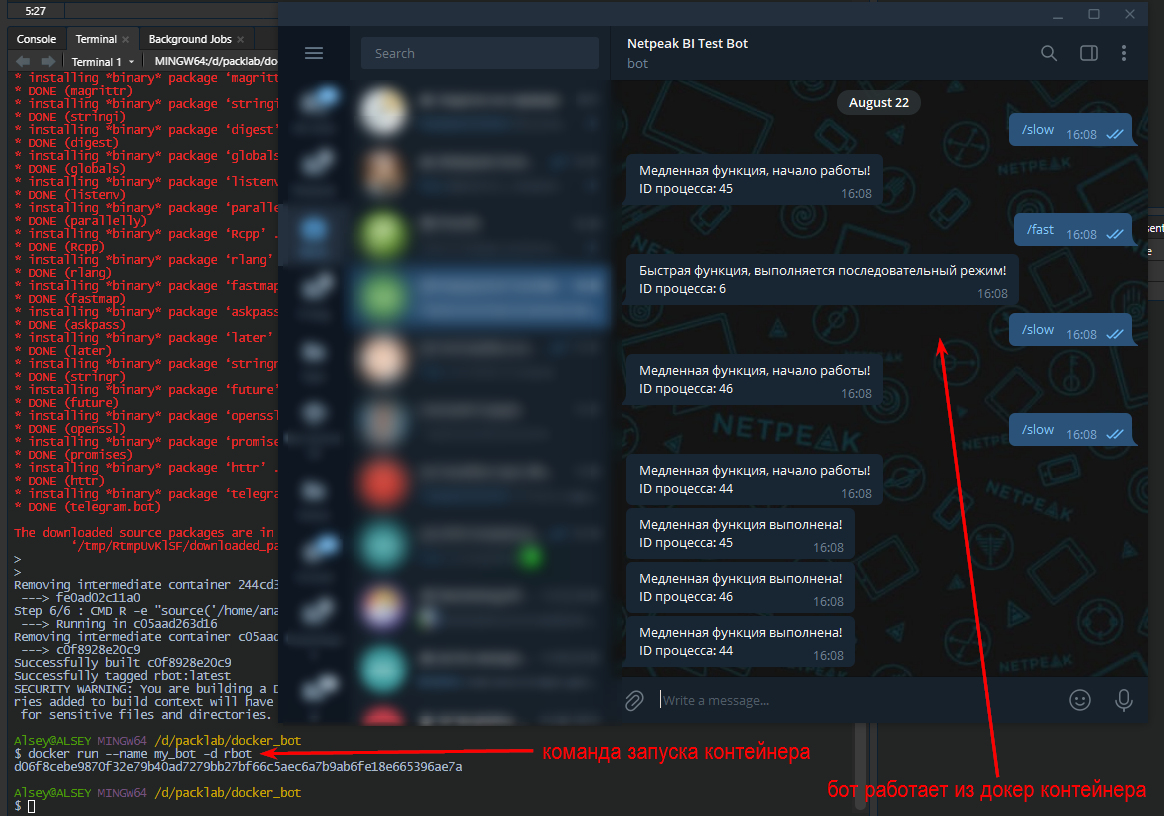 5:27
Console
Terminal
Background Jobs
Terminal 1
MINGW64:/d/packlab/do
* installing *binary* package ‘magritt
* DONE (magrittr)
* installing *binary* package ‘stringi
* DONE (stringi)
* installing *binary* package ‘digest’
* DONE (digest)
* installing *binary* package ‘globals
* DONE (globals)
* installing *binary* package ‘listenv
* DONE (listenv)
* installing *binary* package ‘paralle
* DONE (parallelly)
* installing *binary* package ‘Rcpp’ .
* DONE (Rcpp)
* installing *binary* package ‘rlang’
* DONE (rlang)
* installing *binary* package ‘fastmap
* DONE (fastmap)
* installing *binary* package ‘askpass
* DONE (askpass)
* installing *binary* package ‘later’
* DONE (later)
* installing *binary* package ‘stringr
* DONE (stringr)
* installing *binary* package ‘future’
* DONE (future)
* installing *binary* package ‘openssl
* DONE (openssl)
* installing *binary* package ‘promise
* DONE (promises)
* installing *binary* package ‘httr’ .
* DONE (httr)
* installing *binary* package ‘telegra
* DONE (telegram.bot)
The downloaded source packages are in
‘/tmp/RtmpUvKlSF/downloaded_pa
>
>
Removing intermediate container 244cd3
---> fe0ad02c11a0
Step 6/6 : CMD R -e "source('/home/ana
---> Running in c05aad263d16
Removing intermediate container c05aad
---> c0f8928e20c9
Successfully built c0f8928e20c9
Successfully tagged rbot:latest
SECURITY WARNING: You are building a D
ries added to build context will have
for sensitive files and directories.
Alsey@ALSEY MINGW64 /d/packlab/docker_bot
$ docker run --name my_bot -d rbot
d06f8cebe9870f32e79b40ad7279bb27bf66c5aec6a7b9ab6fe18e665396ae7a
Alsey@ALSEY MINGW64 /d/packlab/docker_bot
$
Search
Netpeak BI Test Bot
bot
August 22
/slow 16:08
Медленная функция, начало работы!
ID процесса: 45
16:08
/fast 16:08
Быстрая функция, выполняется последовательный режим!
ID процесса: 6
16:08
/slow 16:08
Медленная функция, начало работы!
ID процесса: 46
16:08
/slow 16:08
Медленная функция, начало работы!
ID процесса: 44
16:08
Медленная функция выполнена!
ID процесса: 45
16:08
Медленная функция выполнена!
ID процесса: 46
16:08
Медленная функция выполнена!
ID процесса: 44
16:08
NETPEAK
NETPEAK
NETPEAK
NETPEAK
Write a message...
команда запуска контейнера
бот работает из докер контейнера